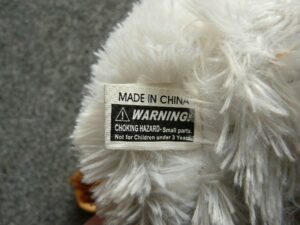 MADE IN CHINA
WARNING:
CHOKING HAZARD-Small parts.
Not for Children under 3 Years.